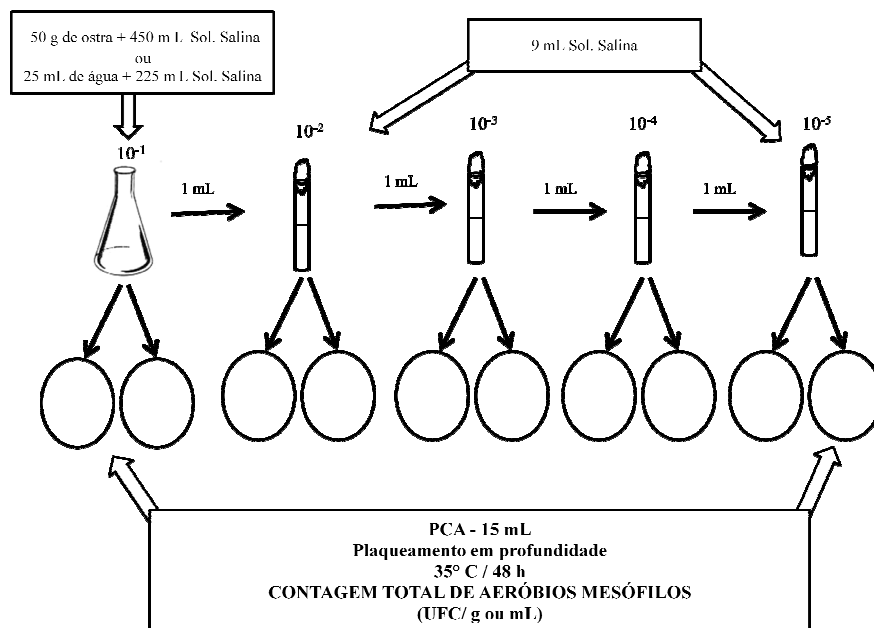 50 g de ostra + 450 mL Sol. Salina
ou
25 mL de água + 225 mL Sol. Salina
9 mL Sol. Salina
10-1
10-2
10-3
10-4
10-5
1 mL
1 mL
1 mL
1 mL
PCA - 15 mL
Plaqueamento em profundidade
35° C / 48 h
CONTAGEM TOTAL DE AERÓBIOS MESÓFILOS
(UFC/ g ou mL)